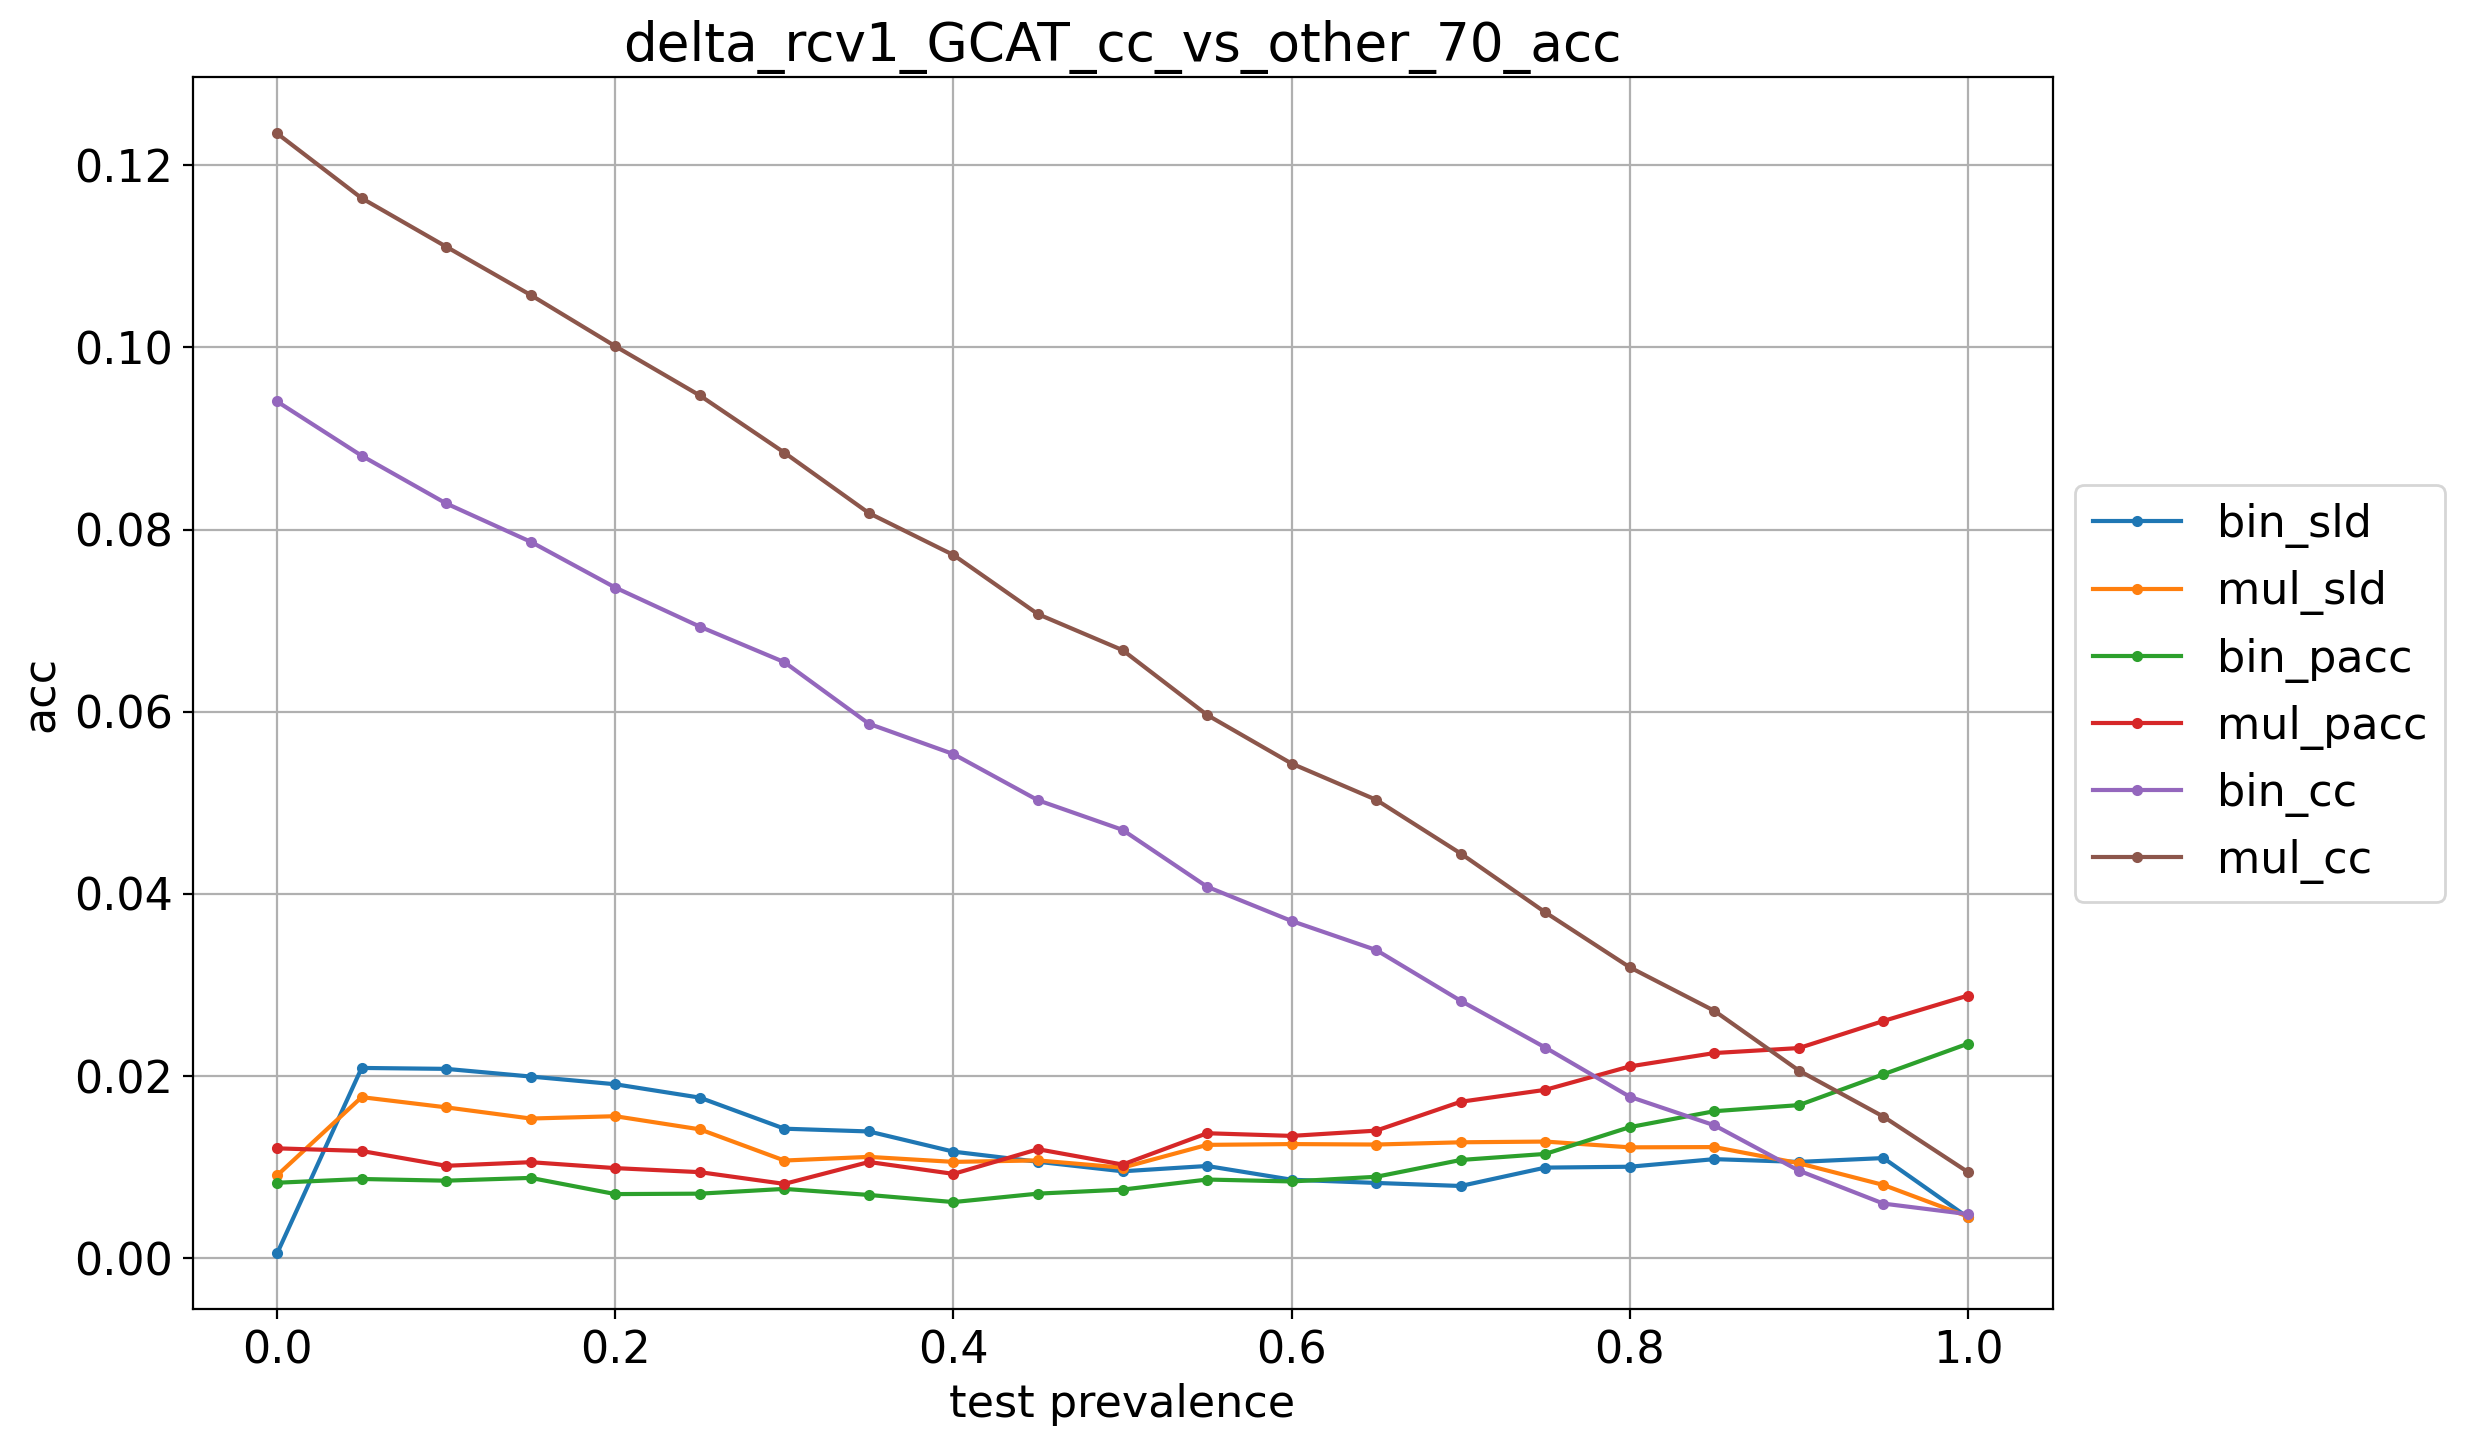 delta_rcv1_GCAT_cc_vs_other_70_acc
0.12
0.10
0.08
0.06
0.04
0.02
0.00
acc
0.0 0.2 0.4 0.6 0.8 1.0
test prevalence
bin_sld
mul_sld
bin_pacc
mul_pacc
bin_cc
mul_cc